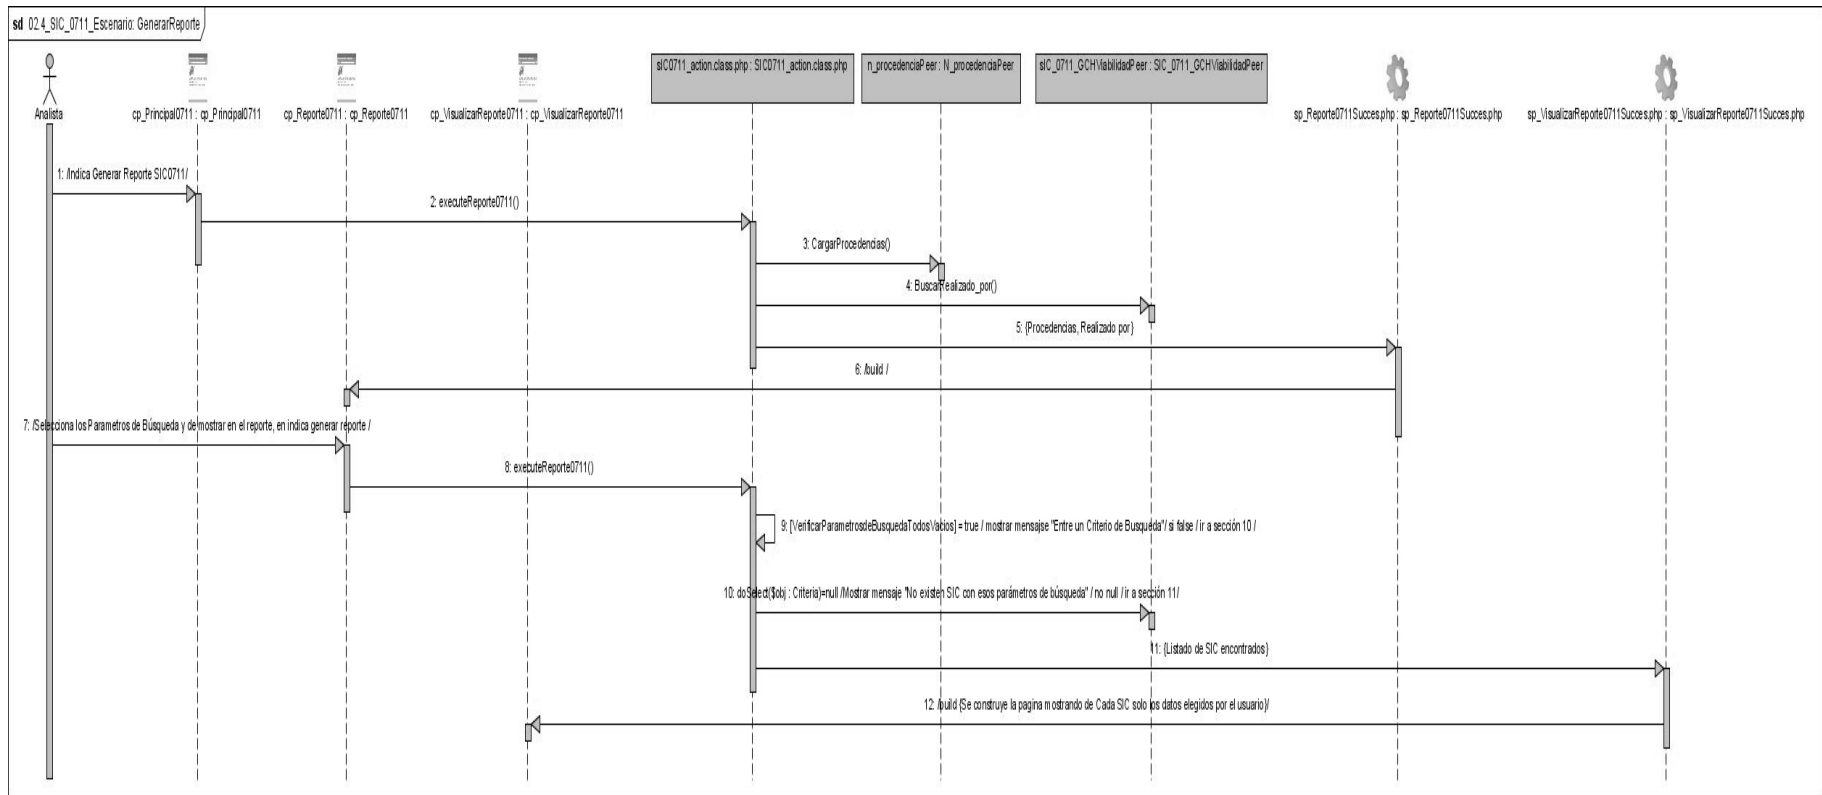 sd 02.4_SIC_0711_Escenario: GenerarReporte
Analista
cp_Principal0711 : cp_Principal0711
cp_Reporte0711 : cp_Reporte0711
cp_VisualizarReporte0711 : cp_VisualizarReporte0711
sIC0711_action.class.php : SIC0711_action.class.php
n_procedenciaPeer : N_procedenciaPeer
sIC_0711_GCHViabilidadPeer : SIC_0711_GCHViabilidadPeer
sp_Reporte0711Succes.php : sp_Reporte0711Succes.php
sp_VisualizarReporte0711Succes.php : sp_VisualizarReporte0711Succes.php
1: /Indica Generar Reporte SIC0711/
2: executeReporte0711()
3: CargarProcedencias()
4: BuscarRealizado_por()
5: {Procedencias, Realizado por}
6: /build /
7: /Selecciona los Parametros de Búsqueda y de mostrar en el reporte, en indica generar reporte /
8: executeReporte0711()
9: [VerificarParametrosdeBusquedaTodosVacios] = true / mostrar mensajse "Entre un Criterio de Busqueda"/ si false / ir a sección 10 /
10: doSelect($obj : Criteria)=null /Mostrar mensaje "No existen SIC con esos parámetros de búsqueda" / no null / ir a sección 11/
11: {Listado de SIC encontrados}
12: /build {Se construye la pagina mostrando de Cada SIC solo los datos elegidos por el usuario}/